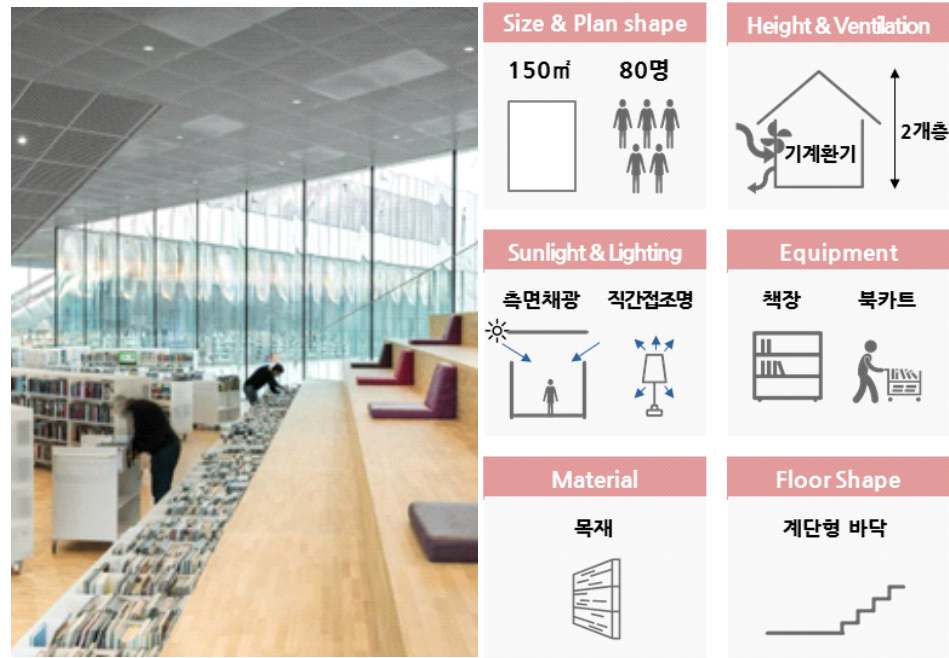 Size & Plan shape
150㎡ 80명
Height & Ventilation
기계환기
2개층
Sunlight & Lighting
측면채광 직간접조명
Equipment
책장 북카트
Material
목재
Floor Shape
계단형 바닥